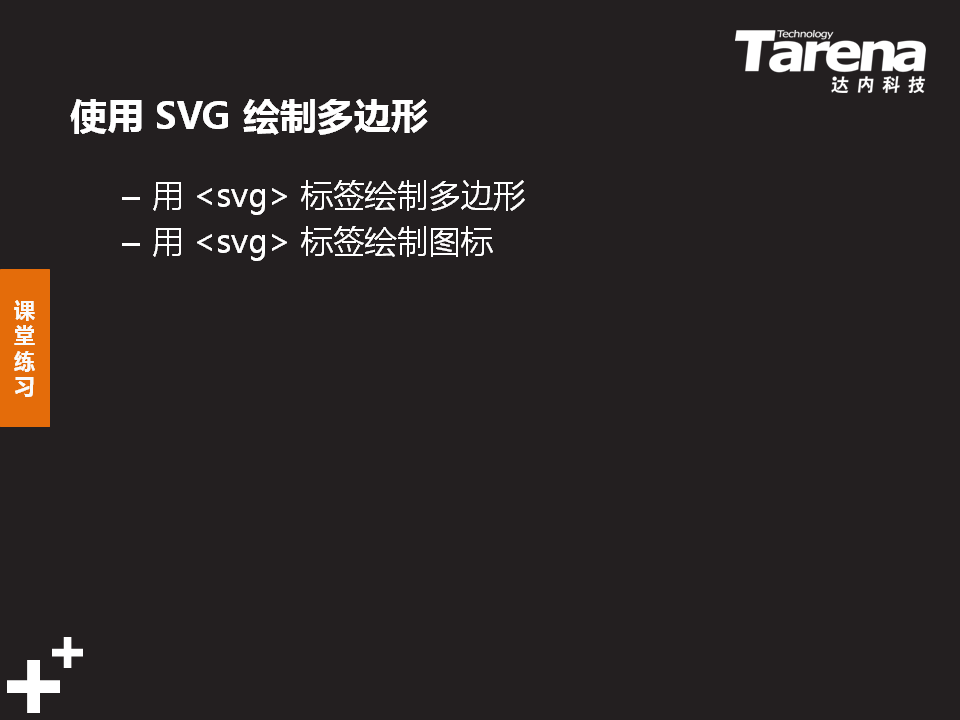 Technology
Tarena
达内科技
使用 SVG 绘制多边形
– 用 <svg> 标签绘制多边形
– 用 <svg> 标签绘制图标
课
堂
练
习